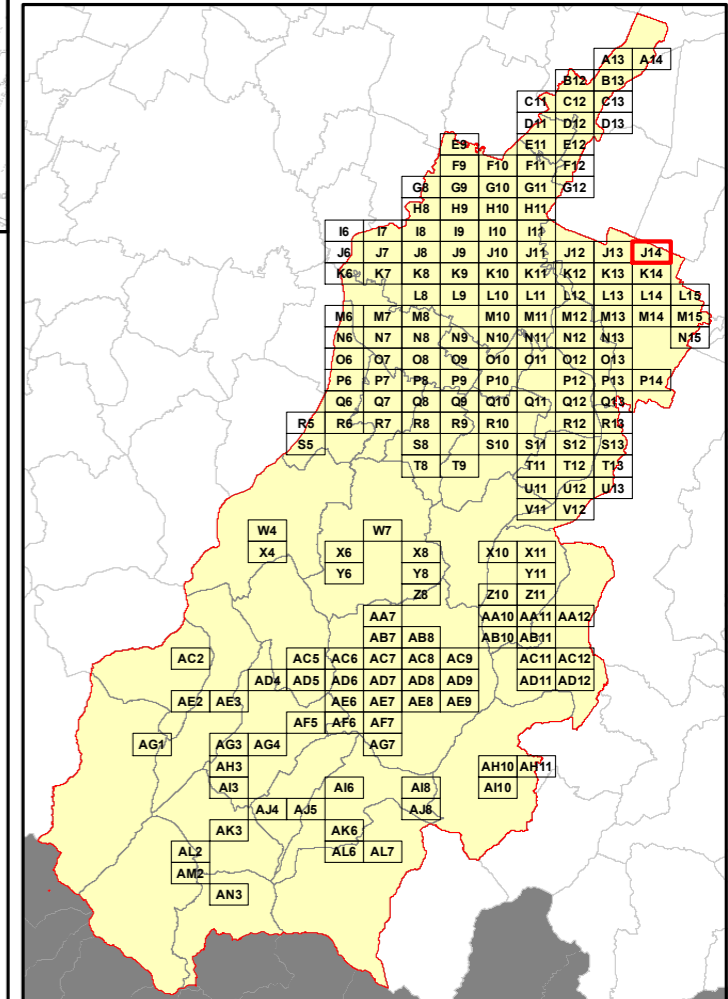 A13 A14
B12 B13
C11 C12 C13
D11 D12 D13
E9 E11 E12
F9 F10 F11 F12
G8 G9 G10 G11 G12
H8 H9 H10 H11
I6 I7 I8 I9 I10 I11
J6 J7 J8 J9 J10 J11 J12 J13 J14
K6 K7 K8 K9 K10 K11 K12 K13 K14
L8 L9 L10 L11 L12 L13 L14 L15
M6 M7 M8 M10 M11 M12 M13 M14 M15
N6 N7 N8 N9 N10 N11 N12 N13 N15
O6 O7 O8 O9 O10 O11 O12 O13
P6 P7 P8 P9 P10 P12 P13 P14
Q6 Q7 Q8 Q9 Q10 Q11 Q12 Q13
R5 R6 R7 R8 R9 R10 R12 R13
S5 S8 S10 S11 S12 S13
T8 T9 T11 T12 T13
U11 U12 U13
V11 V12
W4 W7
X4 X6 X8 X10 X11
Y6 Y8 Y11
Z8 Z10 Z11
AA7 AA10 AA11 AA12
AB7 AB8 AB10 AB11
AC2 AC5 AC6 AC7 AC8 AC9 AC11 AC12
AD4 AD5 AD6 AD7 AD8 AD9 AD11 AD12
AE2 AE3 AE6 AE7 AE8 AE9
AF5 AF6 AF7
AG1 AG3 AG4 AG7
AH3 AH10 AH11
AI3 AI6 AI8 AI10
AJ4 AJ5 AJ8
AK3 AK6
AL2 AL6 AL7
AM2
AN3